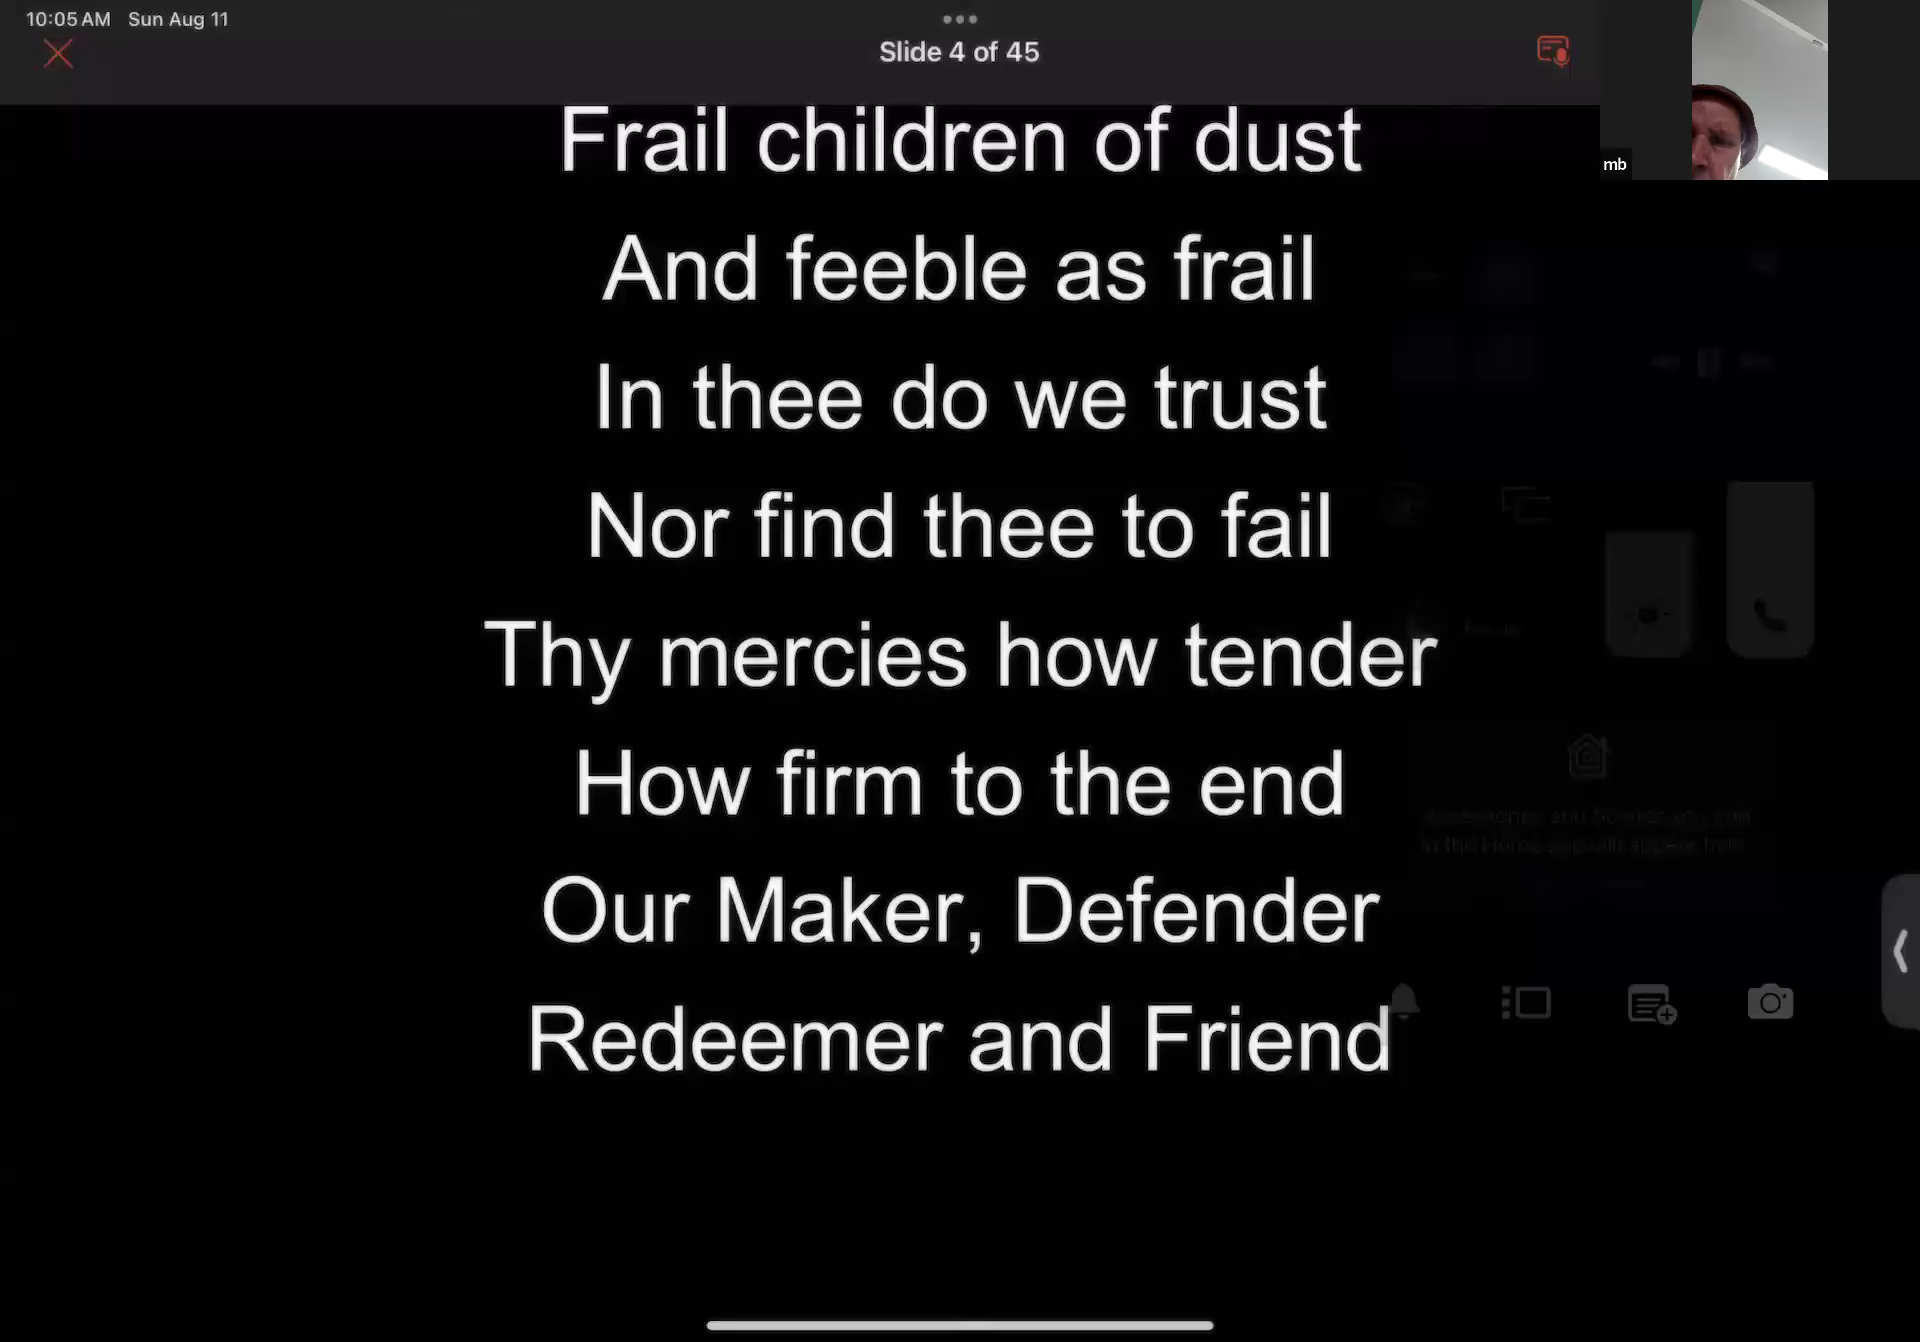 10:05 AM Sun Aug 11
Slide 4 of 45
mb
Frail children of dust
And feeble as frail
In thee do we trust
Nor find thee to fail
Thy mercies how tender
How firm to the end
Our Maker, Defender
Redeemer and Friend